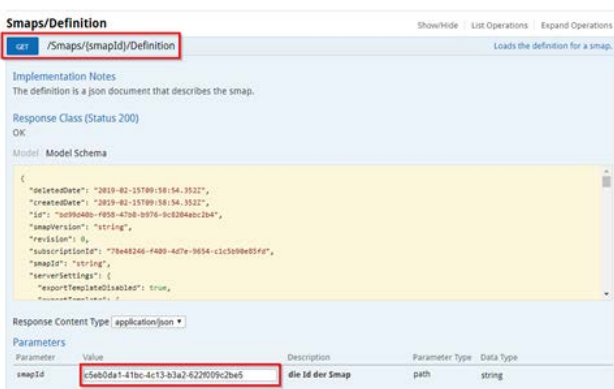 Smaps/Definition
Show/Hide List Operations Expand Operations
GET /Smaps/{smapId}/Definition Loads the definition for a smap.
Implementation Notes
The definition is a json document that describes the smap.
Response Class (Status 200)
OK
Model Model Schema
{
"deletedDate": "2019-02-15T09:58:54.352Z",
"createdDate": "2019-02-15T09:58:54.352Z",
"id": "bd99d40b-f058-47b8-b976-9c8204abc2b4",
"smapVersion": "string",
"revision": 0,
"subscriptionId": "78e48246-f409-4d7e-9654-c1c5b98e85fd",
"smapId": "string",
"serverSettings": {
"exportTemplateDisabled": true,
Response Content Type application/json
Parameters
Parameter Value Description Parameter Type Data Type
smapId c5eb0da1-41bc-4c13-b3a2-622f009c2be5 die Id der Smap path string